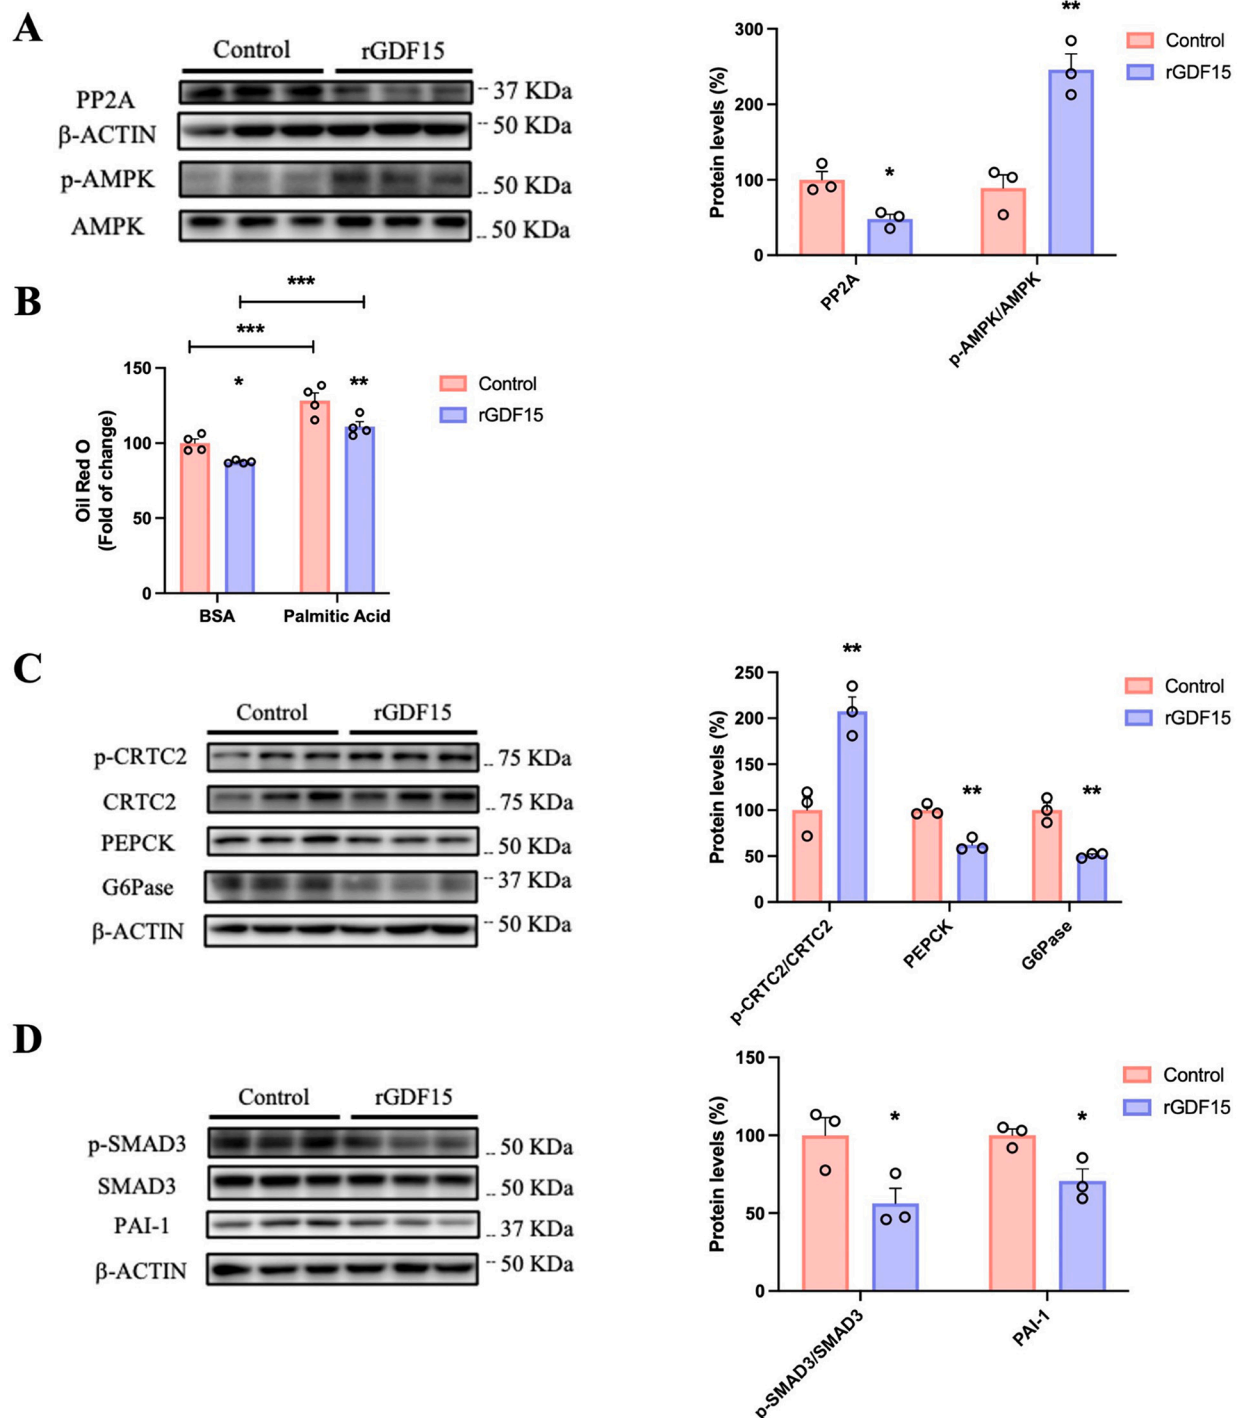 A
Control rGDF15
PP2A -- 37 KDa
β-ACTIN -- 50 KDa
p-AMPK -- 50 KDa
AMPK -- 50 KDa
Protein levels (%)
300
200
100
0
**
*
PP2A
p-AMPK/AMPK
Control
rGDF15
B
***
***
* **
Oil Red O
(Fold of change)
150
100
50
0
BSA Palmitic Acid
Control
rGDF15
C
Control rGDF15
p-CRTC2 -- 75 KDa
CRTC2 -- 75 KDa
PEPCK -- 50 KDa
G6Pase -- 37 KDa
β-ACTIN -- 50 KDa
Protein levels (%)
250
200
150
100
50
0
**
** **
p-CRTC2/CRTC2
PEPCK
G6Pase
Control
rGDF15
D
Control rGDF15
p-SMAD3 -- 50 KDa
SMAD3 -- 50 KDa
PAI-1 -- 37 KDa
β-ACTIN -- 50 KDa
Protein levels (%)
150
100
50
0
* *
p-SMAD3/SMAD3
PAI-1
Control
rGDF15